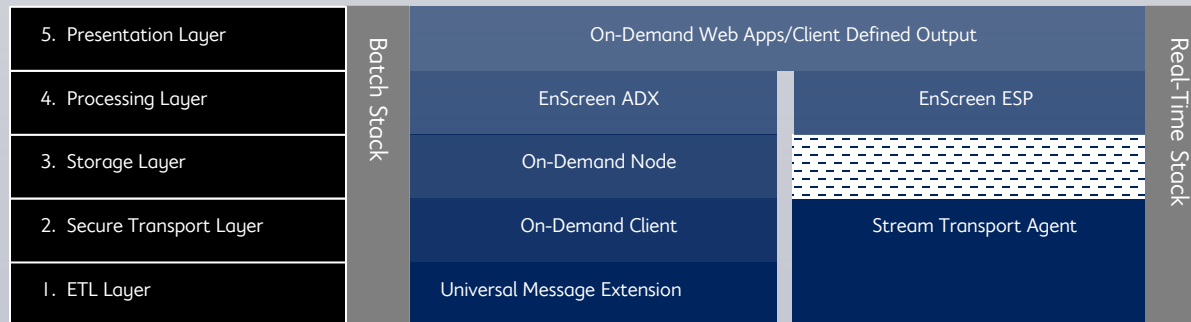 5. Presentation Layer
On-Demand Web Apps/Client Defined Output
4. Processing Layer
EnScreen ADX
EnScreen ESP
3. Storage Layer
On-Demand Node
2. Secure Transport Layer
On-Demand Client
Stream Transport Agent
1. ETL Layer
Universal Message Extension
Batch Stack
Real-Time Stack